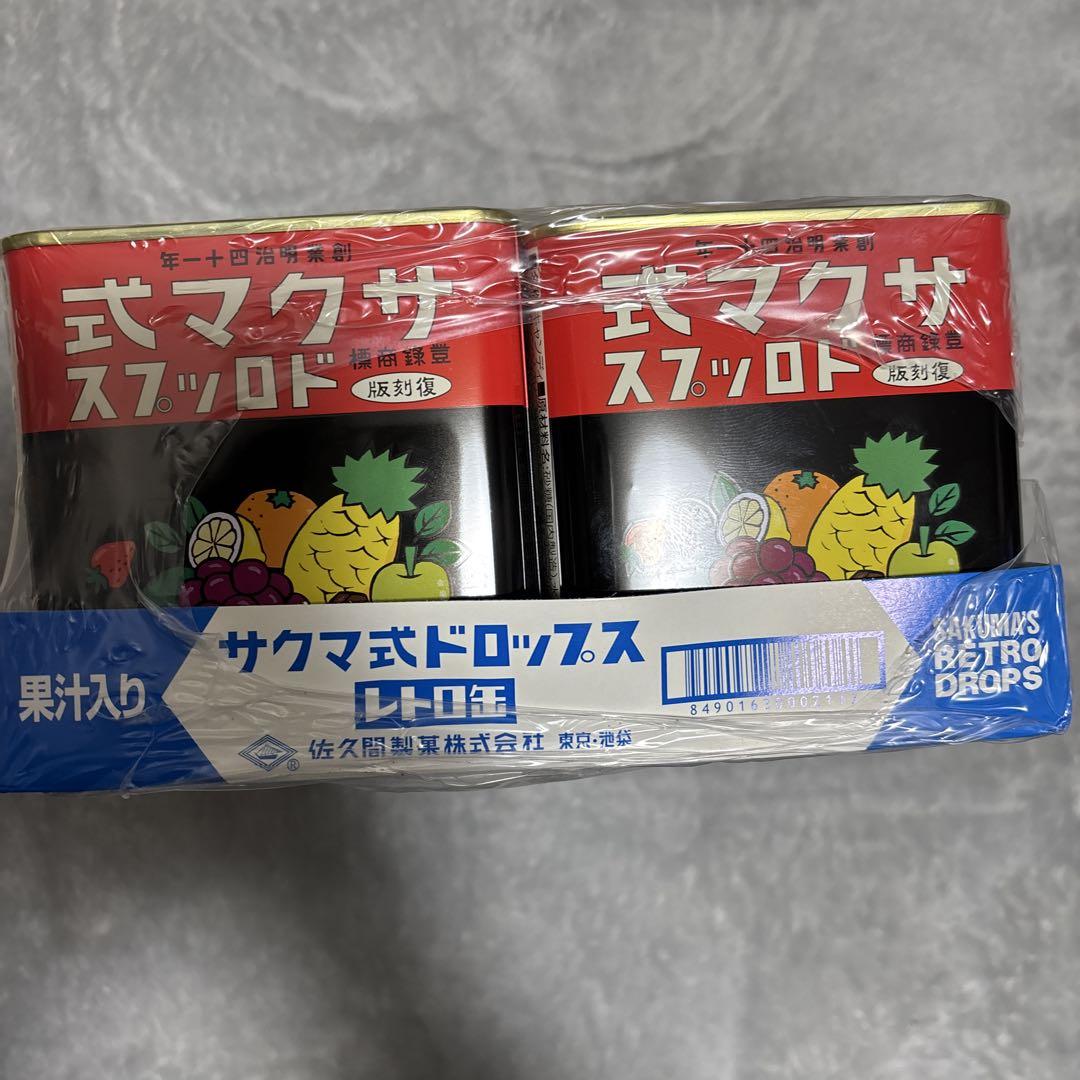 創業明治四十一年
サクマ式
登錄商標
ドロップス
復刻版
創業明治四十一年
サクマ式
登錄商標
ドロップス
復刻版
果汁入り
サクマ式ドロップス
レトロ缶
佐久間製菓株式会社 東京・池袋
SAKUMA'S
RETRO
DROPS